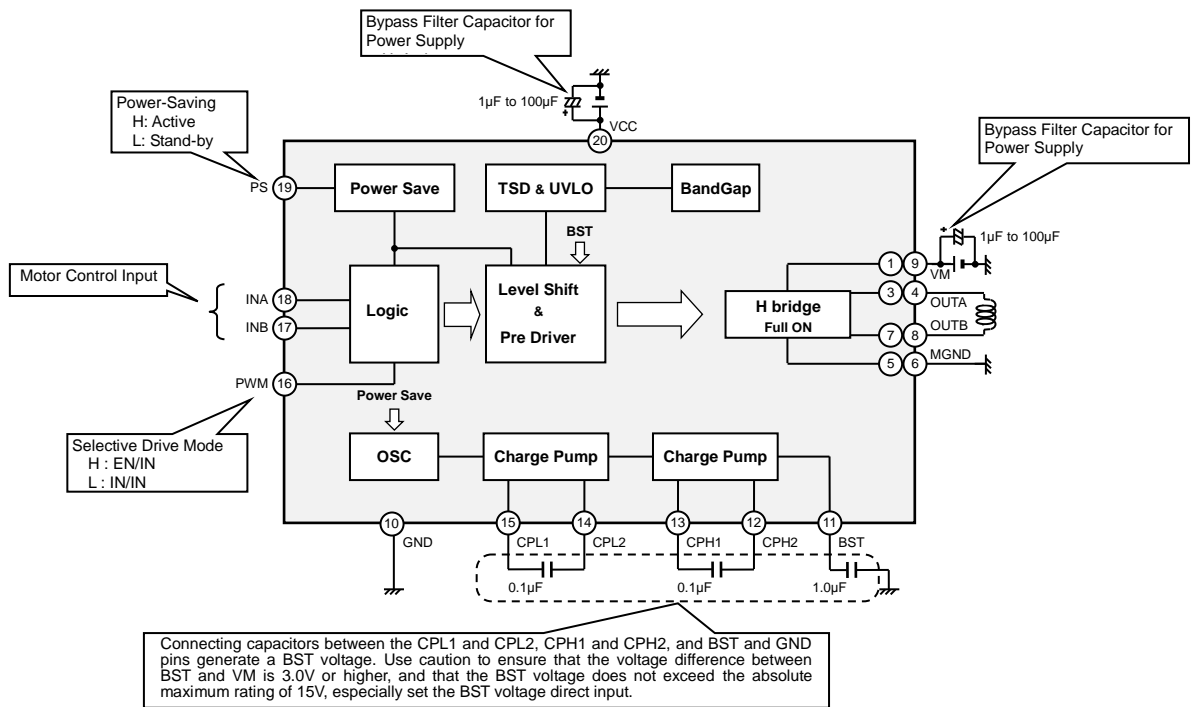 Bypass Filter Capacitor for
Power Supply
1µF to 100µF
+
VCC
20
Power-Saving
H: Active
L: Stand-by
Bypass Filter Capacitor for
Power Supply
PS 19
Power Save
TSD & UVLO
BandGap
BST
+
1µF to 100µF
1 9
VM
Motor Control Input
INA 18
INB 17
Logic
Level Shift
&
Pre Driver
H bridge
Full ON
3 4 OUTA
7 8 OUTB
5 6 MGND
PWM 16
Power Save
Selective Drive Mode
H : EN/IN
L : IN/IN
OSC
Charge Pump
Charge Pump
10 15 14 13 12 11
GND CPL1 CPL2 CPH1 CPH2 BST
0.1µF 0.1µF 1.0µF
Connecting capacitors between the CPL1 and CPL2, CPH1 and CPH2, and BST and GND
pins generate a BST voltage. Use caution to ensure that the voltage difference between
BST and VM is 3.0V or higher, and that the BST voltage does not exceed the absolute
maximum rating of 15V, especially set the BST voltage direct input.